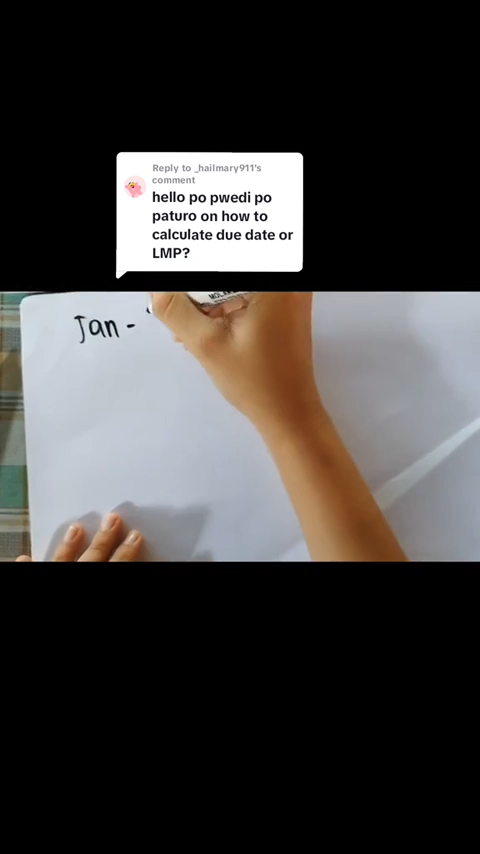 Reply to _hailmary911's
comment
hello po pwedi po
paturo on how to
calculate due date or
LMP?
Jan -